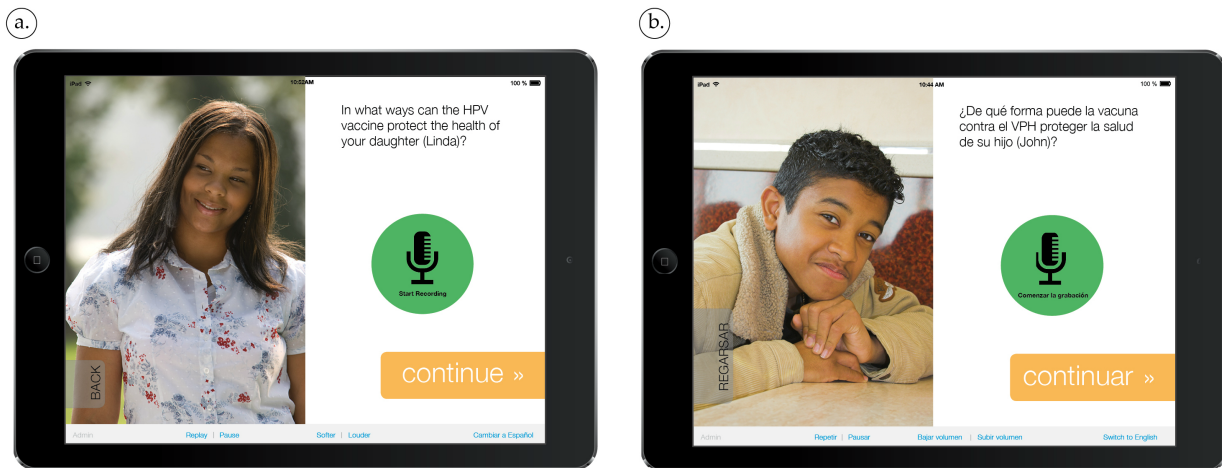 a.
iPad 10:52AM 100 %
In what ways can the HPV
vaccine protect the health of
your daughter (Linda)?
Start Recording
BACK
continue »
Admin Replay | Pause Softer | Louder Cambiar a Español
b.
iPad 10:44 AM 100 %
¿De qué forma puede la vacuna
contra el VPH proteger la salud
de su hijo (John)?
Comenzar la grabación
REGARSAR
continuar »
Admin Repetir | Pausar Bajar volumen | Subir volumen Switch to English